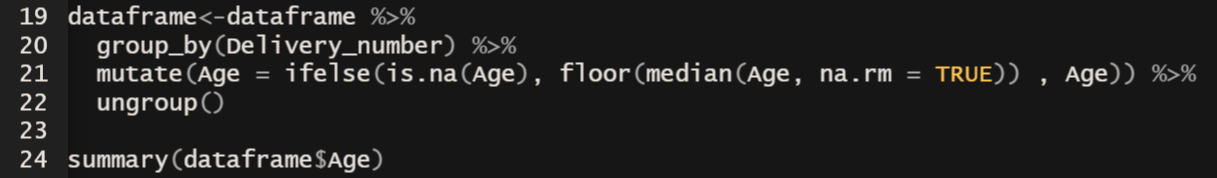 19 dataframe<-dataframe %>%
20   group_by(Delivery_number) %>%
21   mutate(Age = ifelse(is.na(Age), floor(median(Age, na.rm = TRUE)) , Age)) %>%
22   ungroup()
23
24 summary(dataframe$Age)